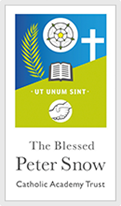 · UT UNUM SINT ·
The Blessed
Peter Snow
Catholic Academy Trust